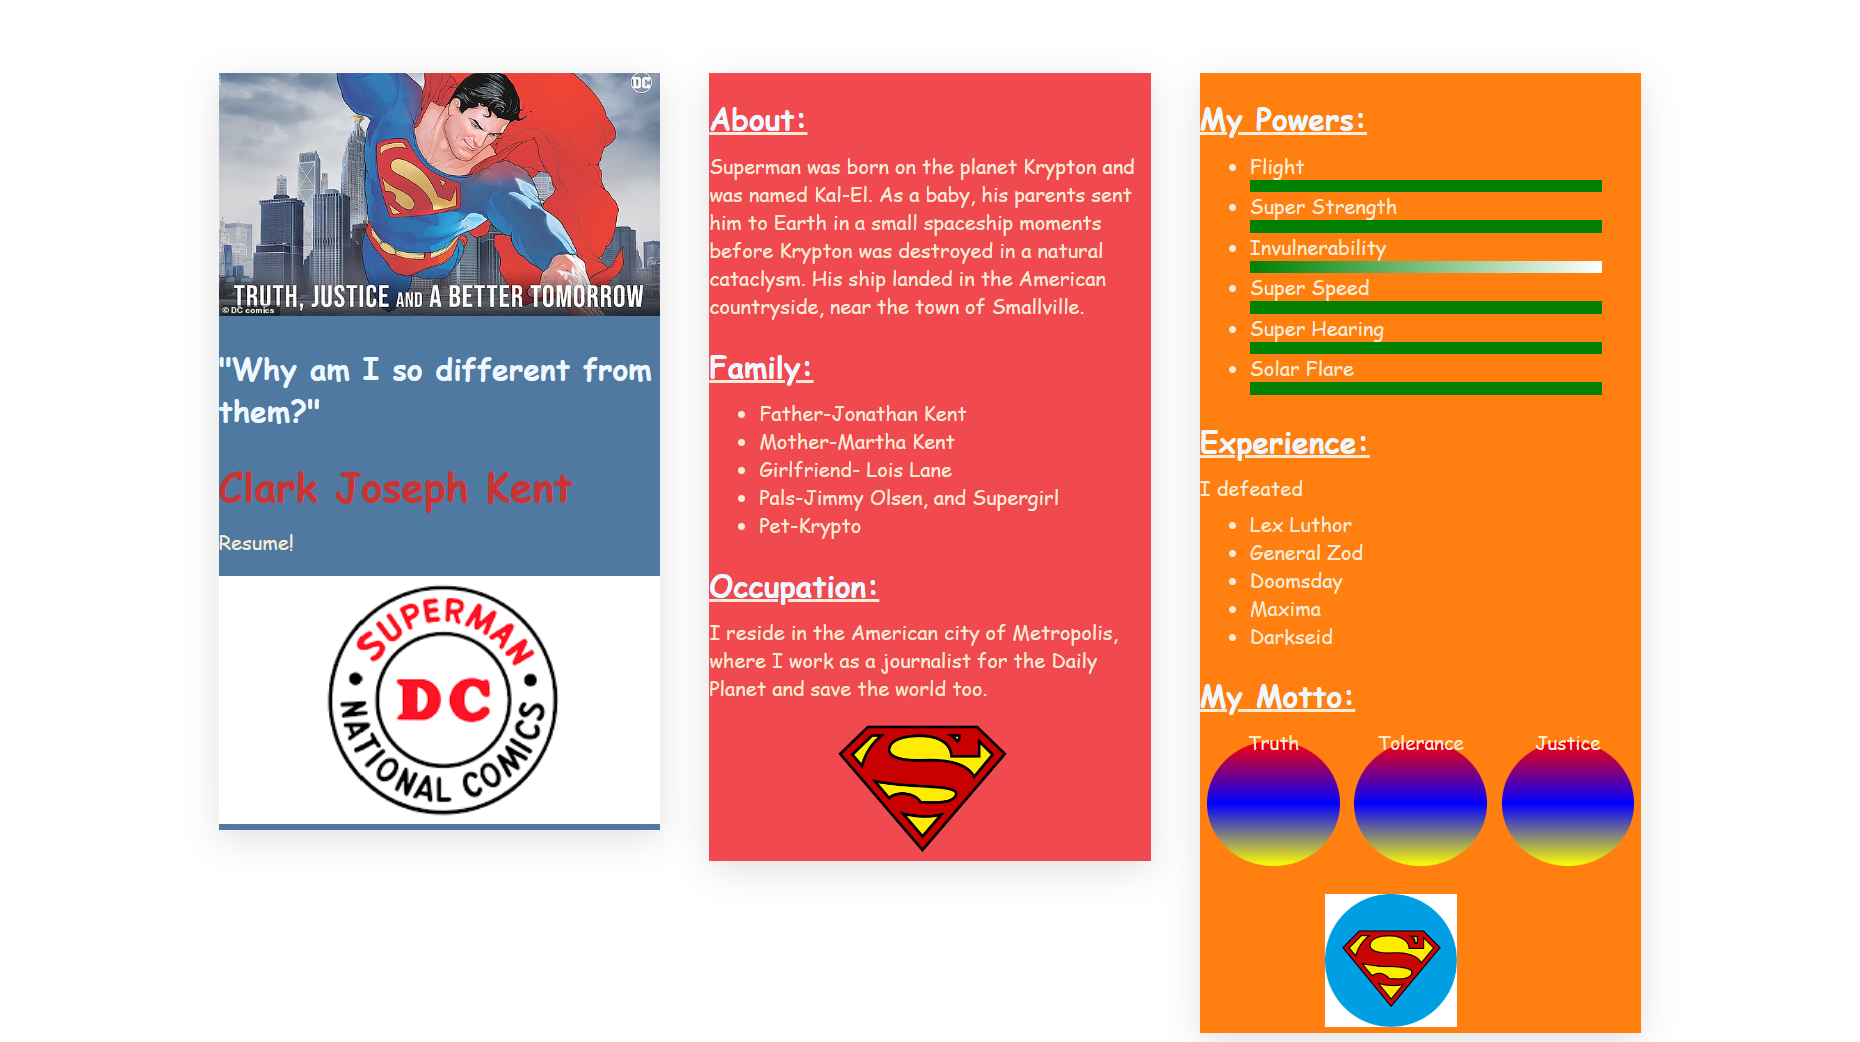 DC
TRUTH, JUSTICE AND A BETTER TOMORROW
© DC comics
"Why am I so different from
them?"
Clark Joseph Kent
Resume!
SUPERMAN
DC
NATIONAL COMICS
About:
Superman was born on the planet Krypton and
was named Kal-El. As a baby, his parents sent
him to Earth in a small spaceship moments
before Krypton was destroyed in a natural
cataclysm. His ship landed in the American
countryside, near the town of Smallville.
Family:
Father-Jonathan Kent
Mother-Martha Kent
Girlfriend- Lois Lane
Pals-Jimmy Olsen, and Supergirl
Pet-Krypto
Occupation:
I reside in the American city of Metropolis,
where I work as a journalist for the Daily
Planet and save the world too.
S
My Powers:
Flight
Super Strength
Invulnerability
Super Speed
Super Hearing
Solar Flare
Experience:
I defeated
Lex Luthor
General Zod
Doomsday
Maxima
Darkseid
My Motto:
Truth Tolerance Justice
S